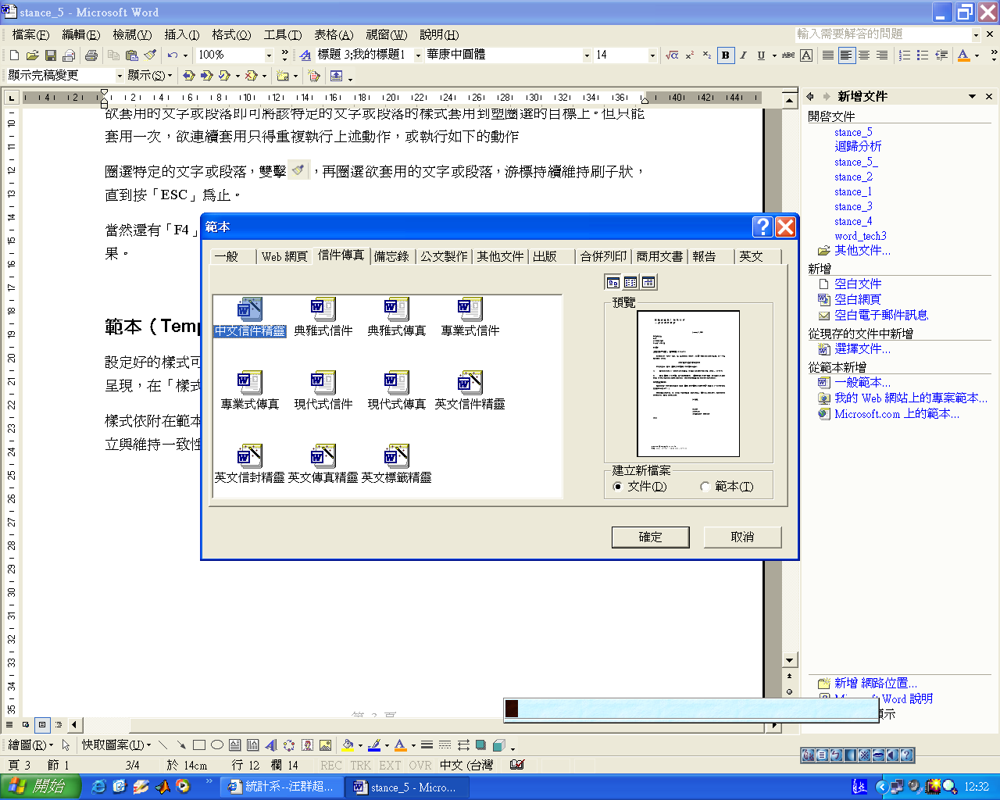 stance_5 - Microsoft Word
檔案(F) 編輯(E) 檢視(V) 插入(I) 格式(O) 工具(T) 表格(A) 視窗(W) 說明(H) 輸入需要解答的問題
100% 標題 3;我的標題1 華康中圓體 14
顯示完稿變更 顯示(S)
欲套用的文字或段落即可將該特定的文字或段落的樣式套用到塑圈選的目標上。但只能
套用一次，欲連續套用只得重複執行上述動作，或執行如下的動作
圈選特定的文字或段落，雙擊，再圈選欲套用的文字或段落，游標持續維持刷子狀，
直到按「ESC」為止。
當然還有「F4」
果。
範本（Temp
設定好的樣式可
呈現，在「樣式
樣式依附在範本
立與維持一致性
範本
一般 Web 網頁 信件傳真 備忘錄 公文製作 其他文件 出版 合併列印 商用文書 報告 英文
中文信件精靈 典雅式信件 典雅式傳真 專業式信件
專業式傳真 現代式信件 現代式傳真 英文信件精靈
英文信封精靈 英文傳真精靈 英文標籤精靈
預覽
建立新檔案
文件(D) 範本(T)
確定 取消
新增文件
開啓文件
stance_5
迴歸分析
stance_5_
stance_2
stance_1
stance_3
stance_4
word_tech3
其他文件...
新增
空白文件
空白網頁
空白電子郵件訊息
從現存的文件中新增
選擇文件...
從範本新增
一般範本...
我的 Web 網站上的專案範本...
Microsoft.com 上的範本...
新增 網路位置...
Microsoft Word 說明
顯示
繪圖(R) 快取圖案(U)
頁 3 節 1 3/4 於 14cm 行 12 欄 14 REC TRK EXT OVR 中文 (台灣
開始 統計系--汪群超... stance_5 - Micro... 12:32